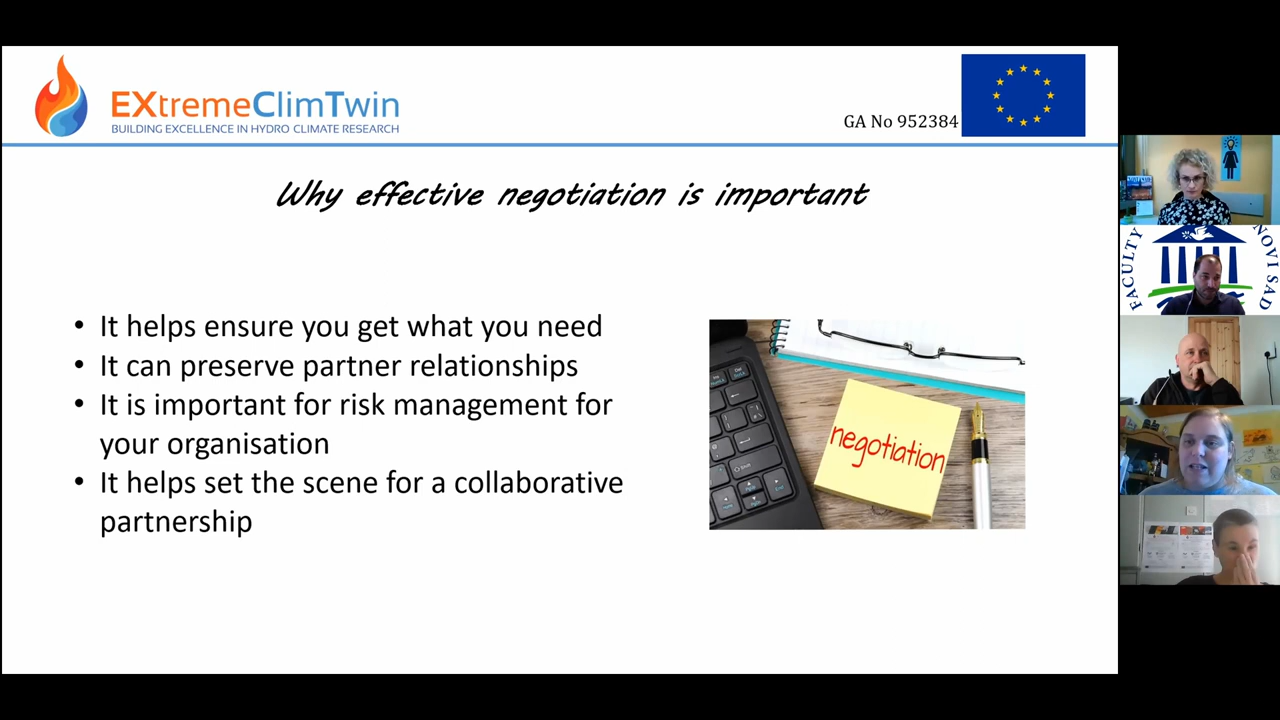 EXtremeClimTwin
BUILDING EXCELLENCE IN HYDRO CLIMATE RESEARCH
GA No 952384
Why effective negotiation is important
• It helps ensure you get what you need
• It can preserve partner relationships
• It is important for risk management for
your organisation
• It helps set the scene for a collaborative
partnership
negotiation
FACULTY
NOVI SAD